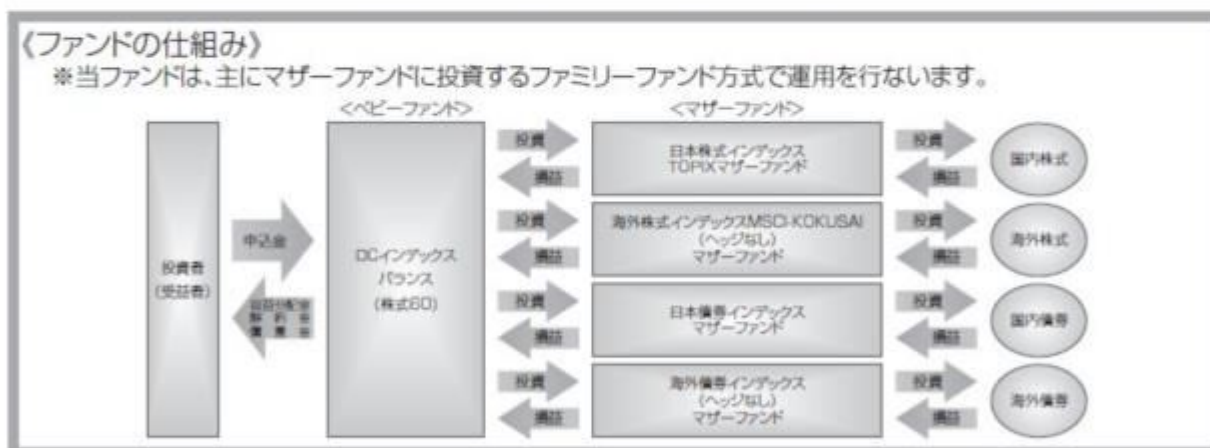 《ファンドの仕組み》
※当ファンドは、主にマザーファンドに投資するファミリーファンド方式で運用を行ないます。
<ベビーファンド>
<マザーファンド>
投資者
(受益者)
申込金
収益分配金
解約金
償還金
DCインデックス
バランス
(株式60)
投資
損益
日本株式インデックス
TOPIXマザーファンド
投資
損益
国内株式
投資
損益
海外株式インデックスMSCI-KOKUSAI
(ヘッジなし)
マザーファンド
投資
損益
海外株式
投資
損益
日本債券インデックス
マザーファンド
投資
損益
国内債券
投資
損益
海外債券インデックス
(ヘッジなし)
マザーファンド
投資
損益
海外債券